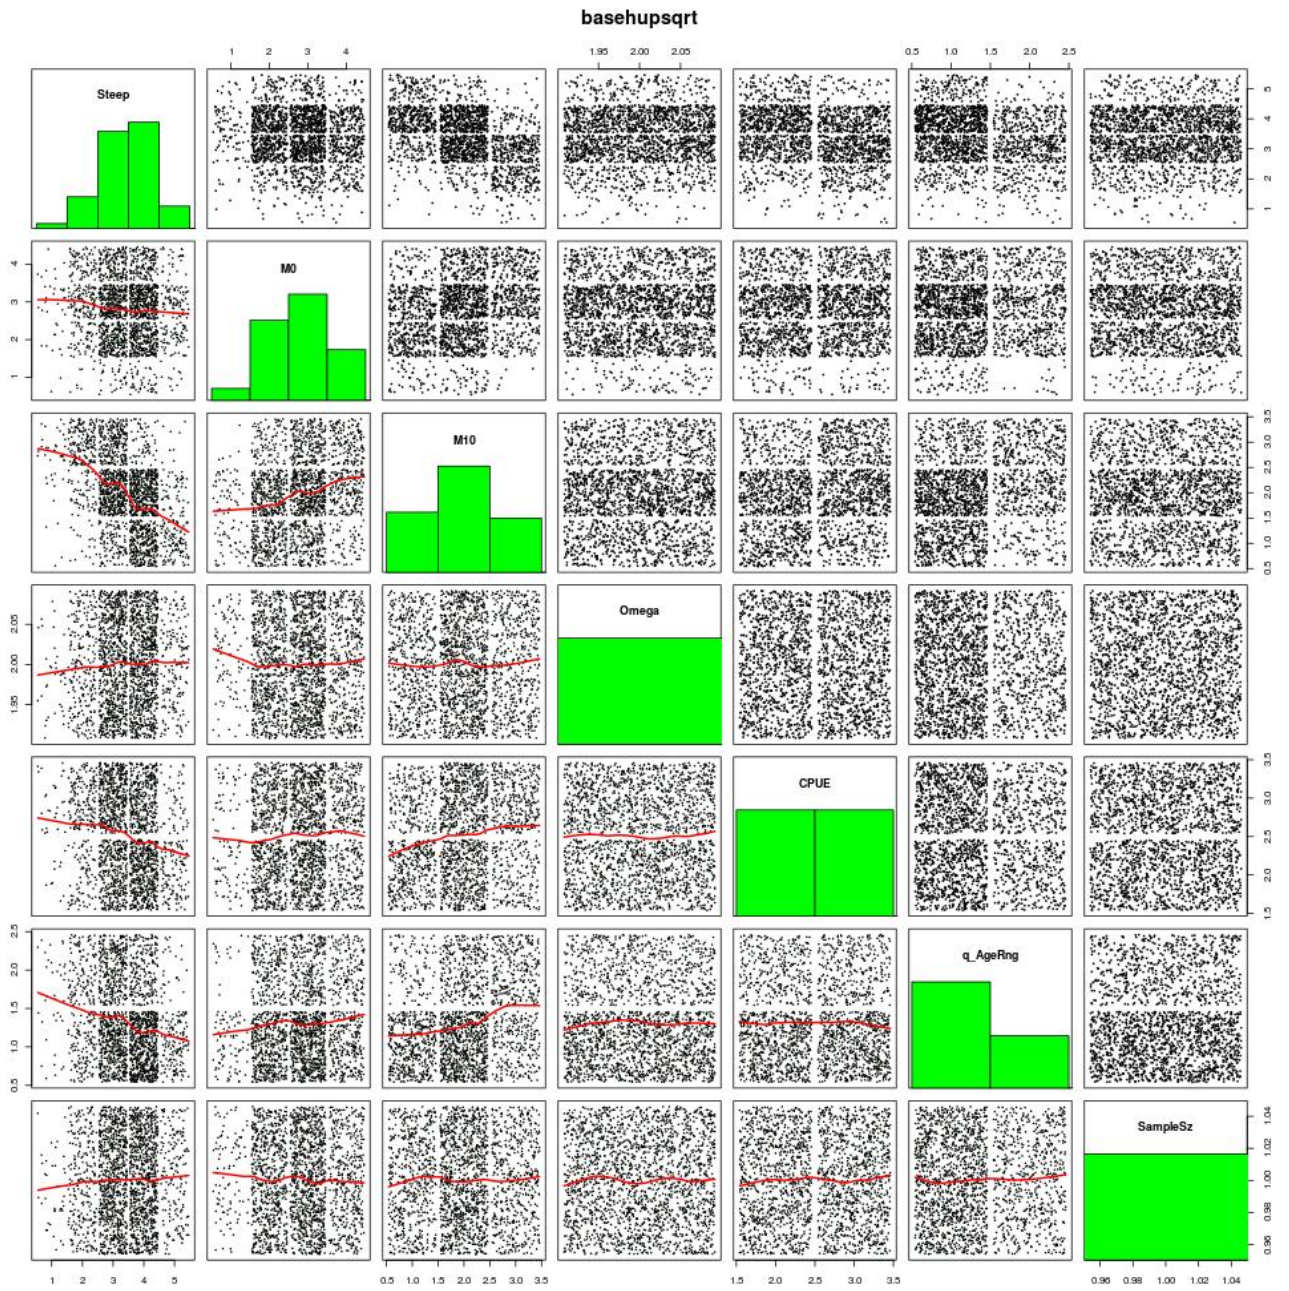 basehupsqrt
1 2 3 4
1.95 2.00 2.05
0.5 1.0 1.5 2.0 2.5
Steep
1 2 3 4 5
M0
1 2 3 4
M10
0.5 1.0 1.5 2.0 2.5 3.0 3.5
Omega
1.95 2.00 2.05
CPUE
1.5 2.0 2.5 3.0 3.5
q_AgeRng
0.5 1.0 1.5 2.0 2.5
SampleSz
0.96 0.98 1.00 1.02 1.04
1 2 3 4 5
0.5 1.0 1.5 2.0 2.5 3.0 3.5
1.5 2.0 2.5 3.0 3.5
0.96 0.98 1.00 1.02 1.04